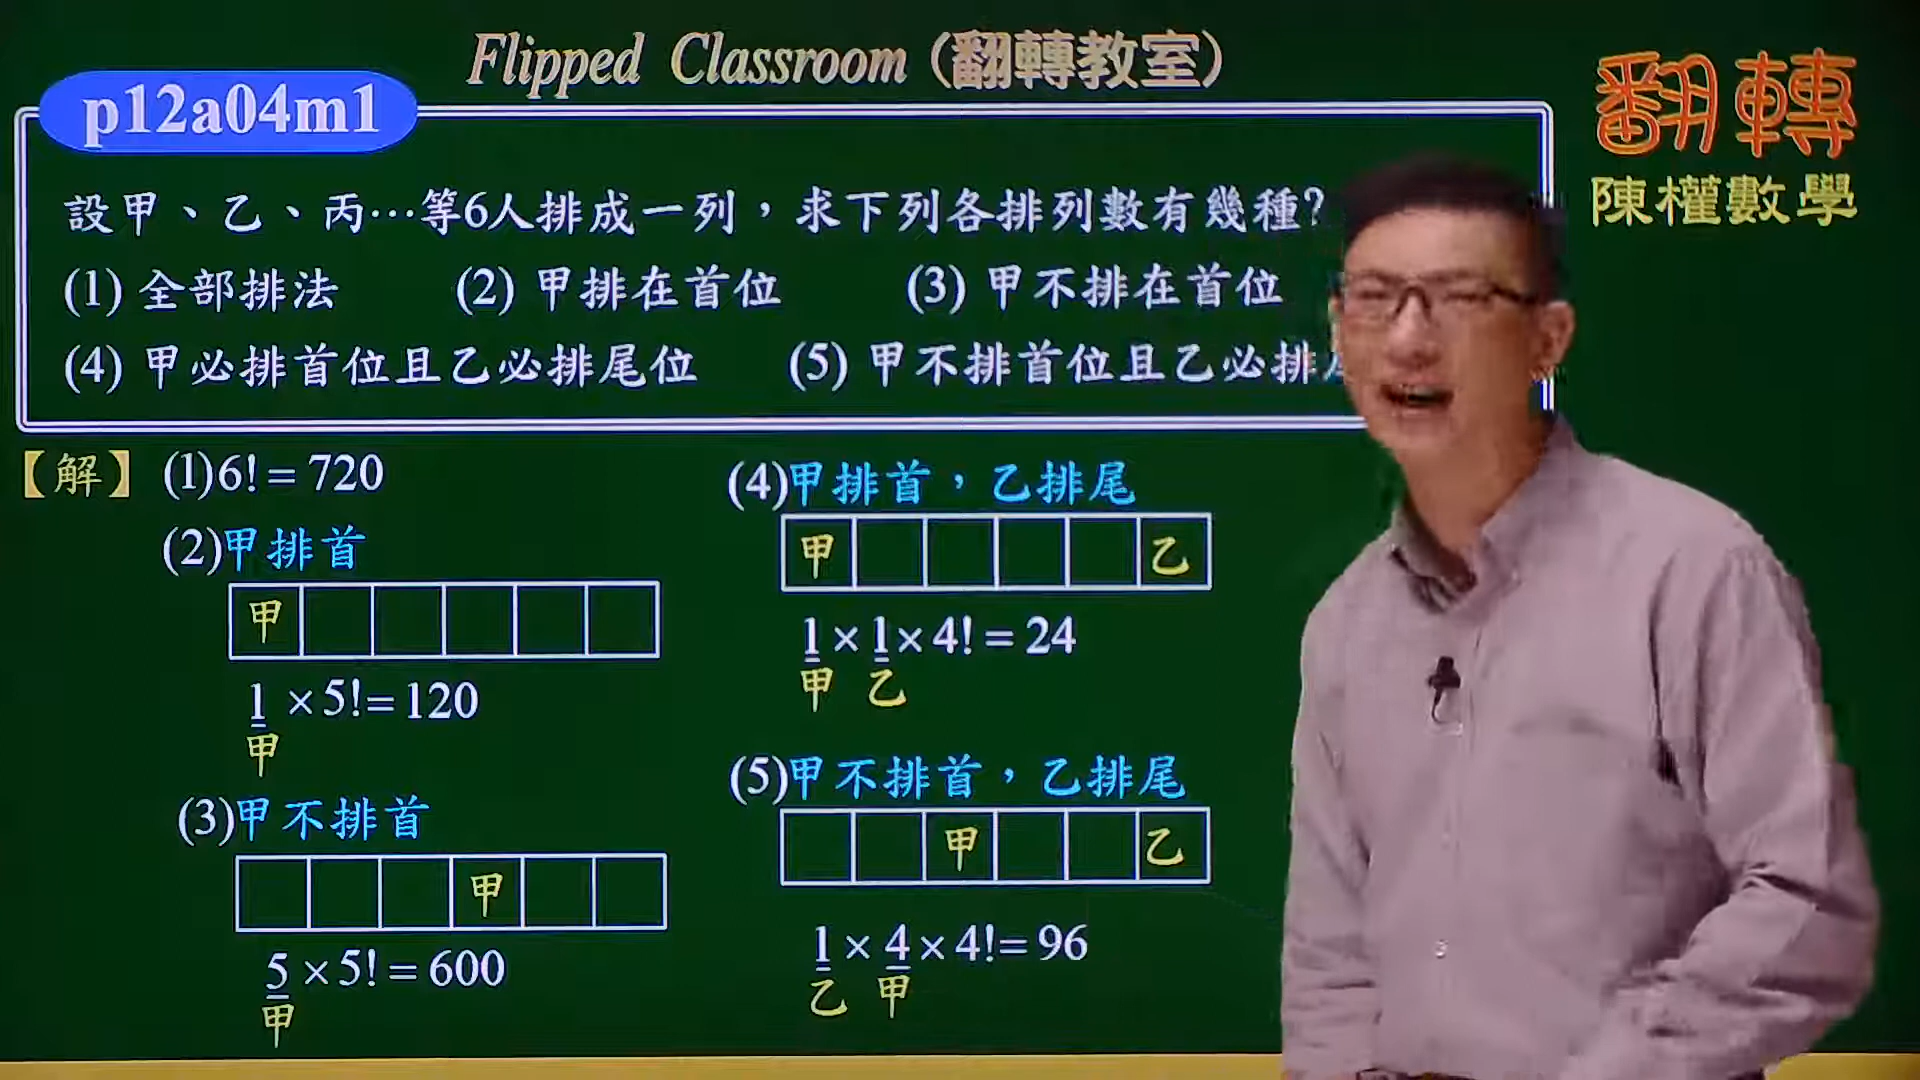 Flipped Classroom (翻轉教室)
翻轉
陳權數學
p12a04m1
設甲、乙、丙…等6人排成一列，求下列各排列數有幾種?
(1) 全部排法 (2) 甲排在首位 (3) 甲不排在首位
(4) 甲必排首位且乙必排尾位 (5) 甲不排首位且乙必排
【解】 (1)6! = 720
(2)甲排首
甲
1 × 5! = 120
甲
(3)甲不排首
甲
5 × 5! = 600
甲
(4)甲排首，乙排尾
甲 乙
1 × 1 × 4! = 24
甲 乙
(5)甲不排首，乙排尾
甲 乙
1 × 4 × 4! = 96
乙 甲